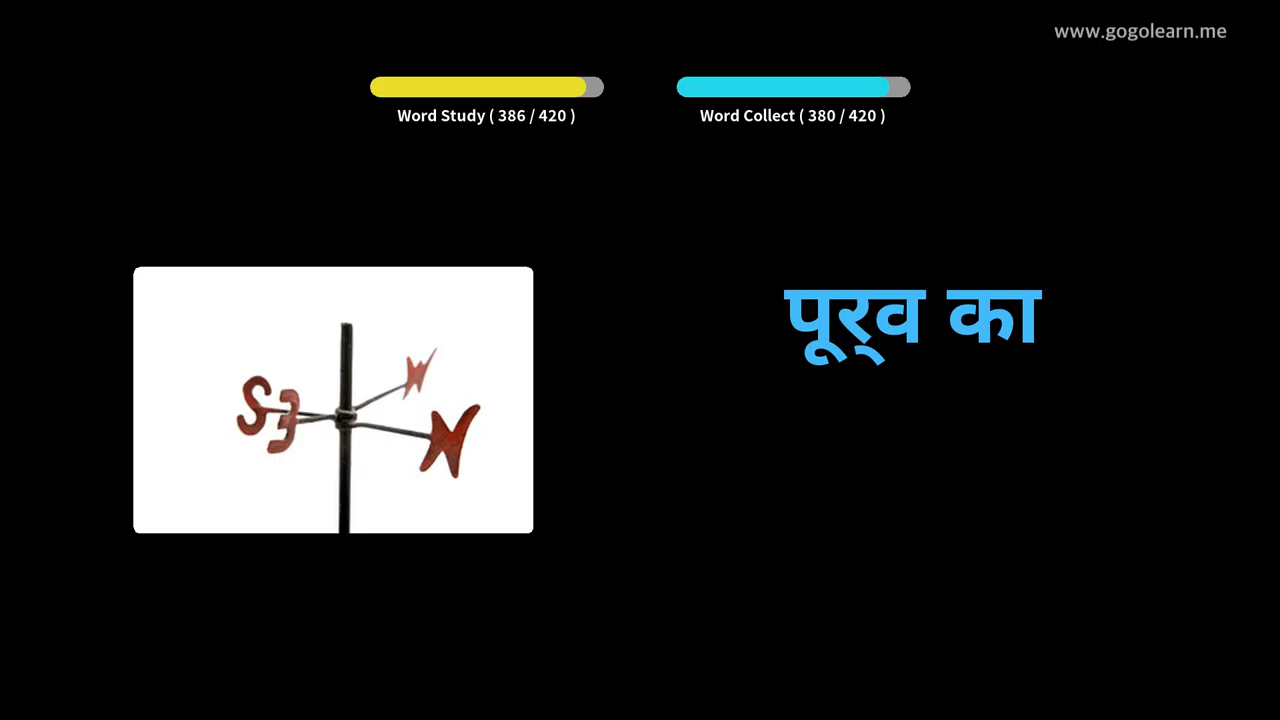 www.gogolearn.me
Word Study ( 386 / 420 )
Word Collect ( 380 / 420 )
पूर्व का
S E N W